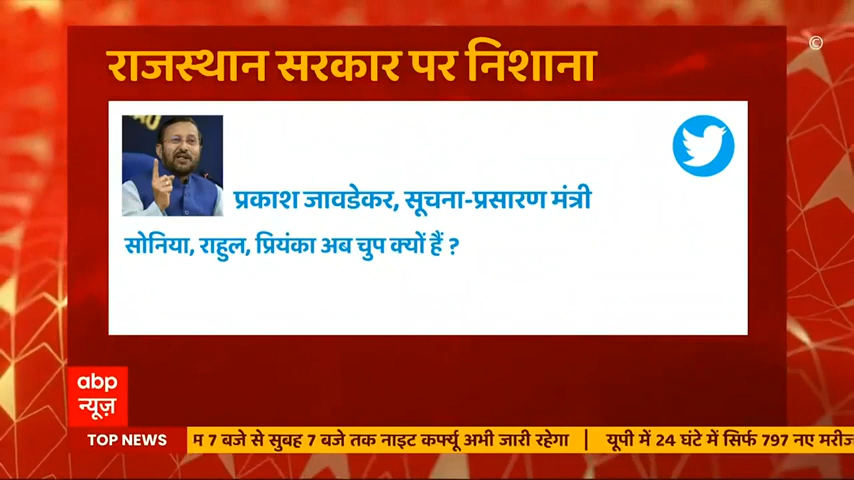 राजस्थान सरकार पर निशाना
©
प्रकाश जावडेकर, सूचना-प्रसारण मंत्री
सोनिया, राहुल, प्रियंका अब चुप क्यों हैं ?
abp
न्यूज़
TOP NEWS
7 बजे से सुबह 7 बजे तक नाइट कर्फ्यू अभी जारी रहेगा | यूपी में 24 घंटे में सिर्फ 797 नए मरीज